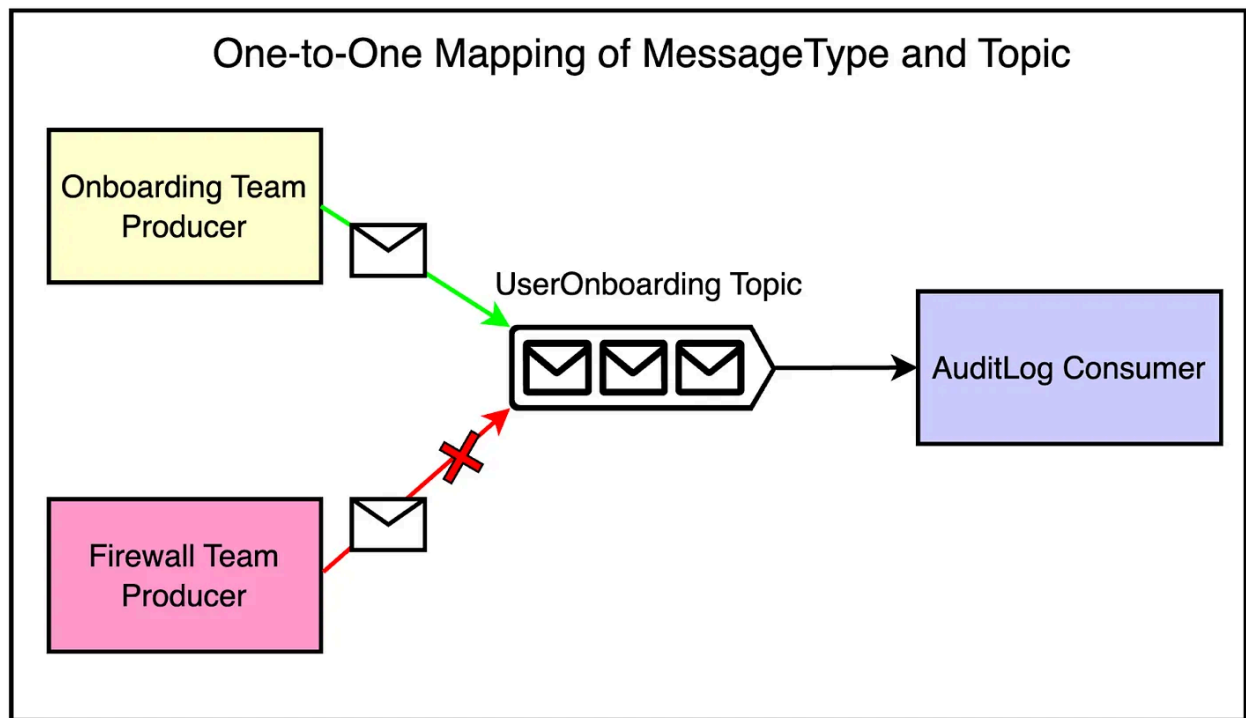 One-to-One Mapping of MessageType and Topic
Onboarding Team
Producer
UserOnboarding Topic
AuditLog Consumer
Firewall Team
Producer